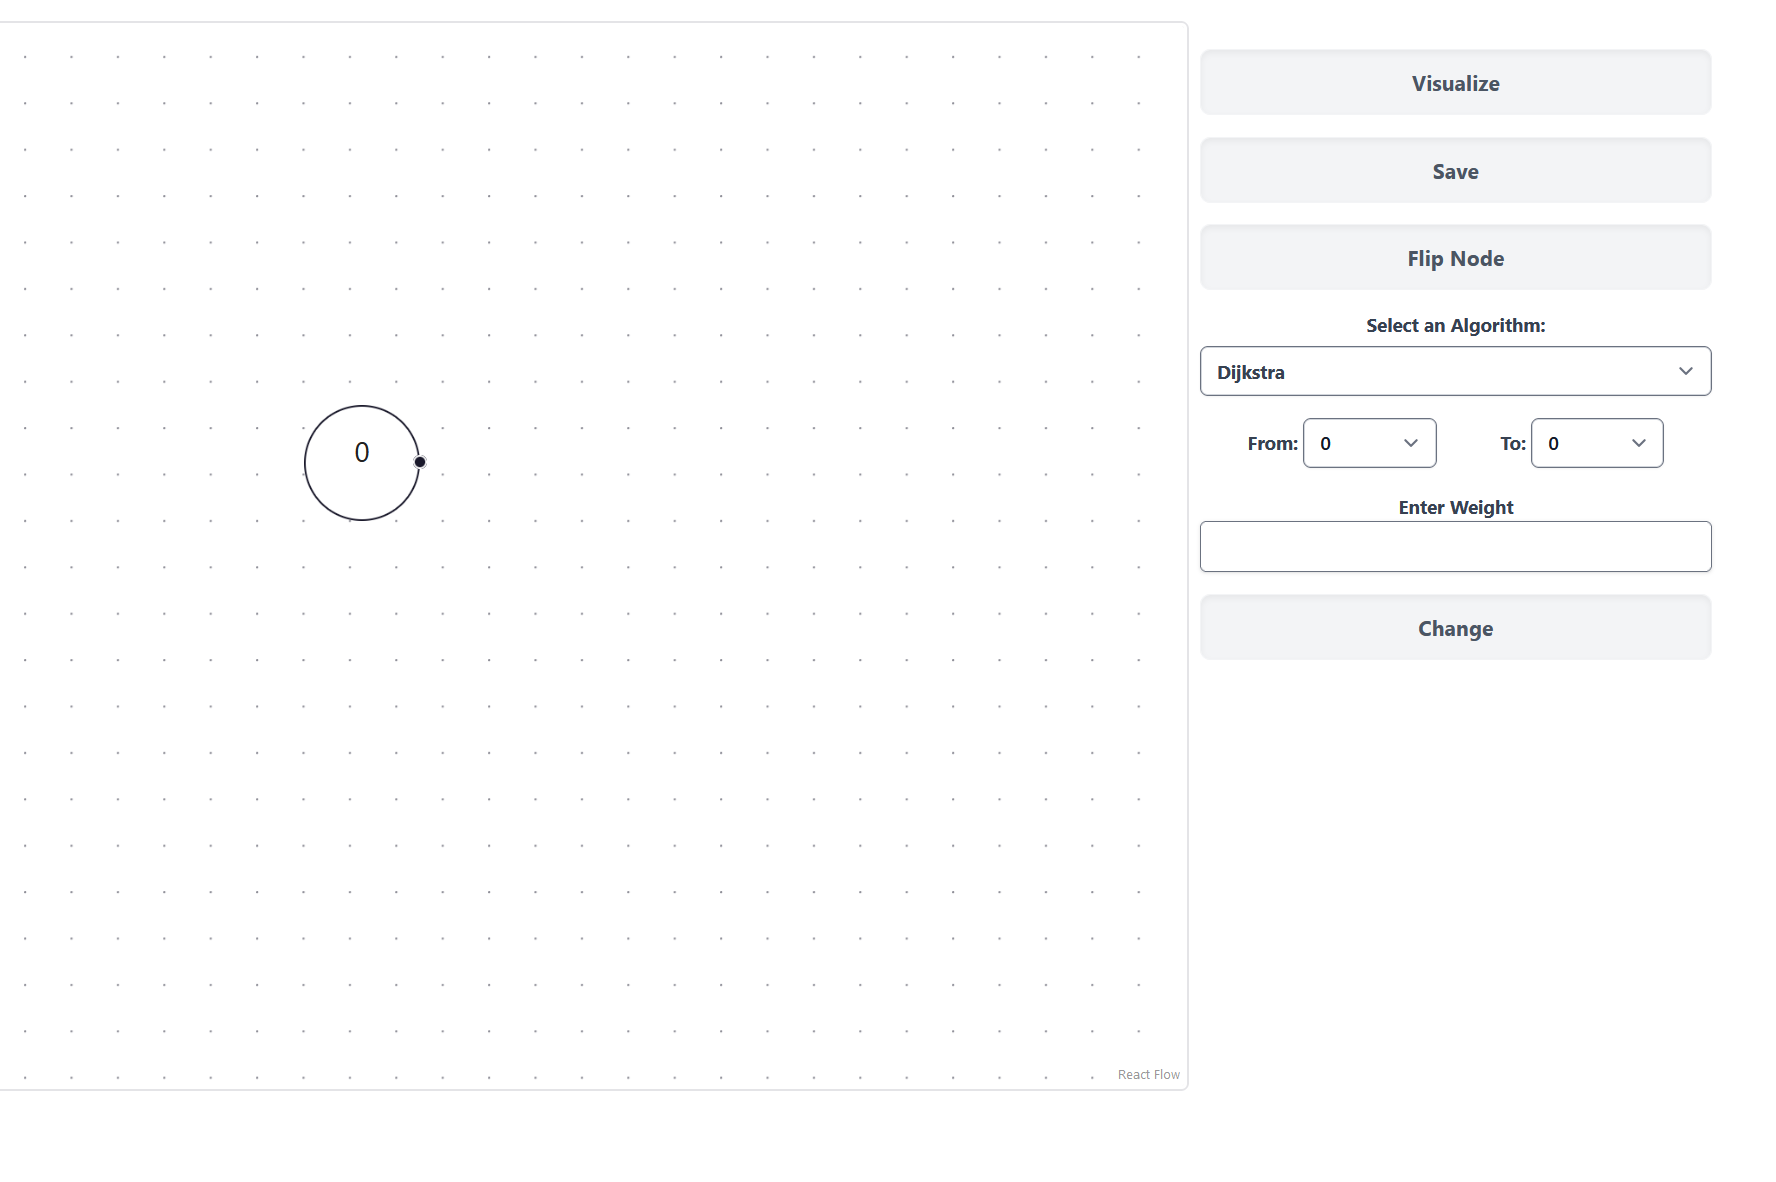 Visualize
Save
Flip Node
Select an Algorithm:
Dijkstra
From: 0 To: 0
0
Enter Weight
Change
React Flow